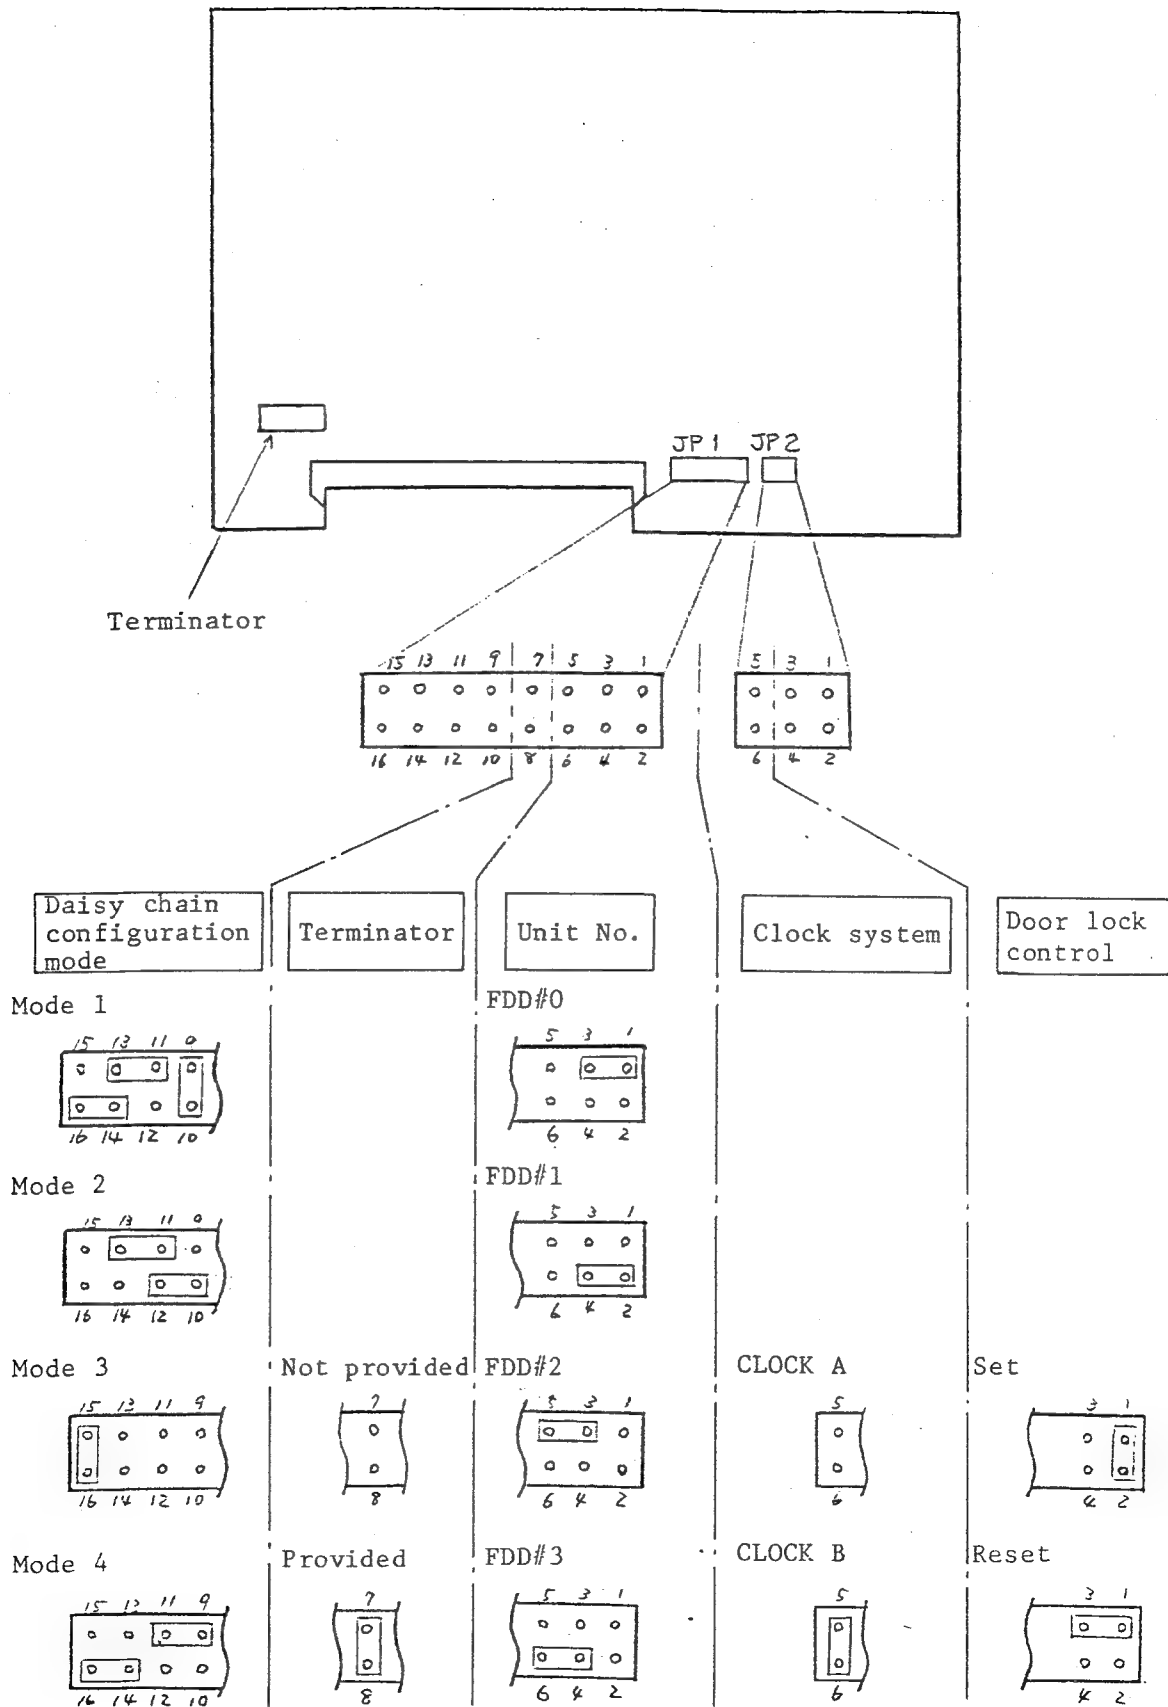 JP1 JP2
Terminator
15 13 11 9 7 5 3 1
5 3 1
16 14 12 10 8 6 4 2
6 4 2
Daisy chain
configuration
mode
Terminator
Unit No.
Clock system
Door lock
control
Mode 1
15 13 11 9
16 14 12 10
FDD#0
5 3 1
6 4 2
Mode 2
15 13 11 9
16 14 12 10
FDD#1
5 3 1
6 4 2
Mode 3
15 13 11 9
16 14 12 10
Not provided
7
8
FDD#2
5 3 1
6 4 2
CLOCK A
5
6
Set
3 1
4 2
Mode 4
15 13 11 9
16 14 12 10
Provided
7
8
FDD#3
5 3 1
6 4 2
CLOCK B
5
6
Reset
3 1
4 2